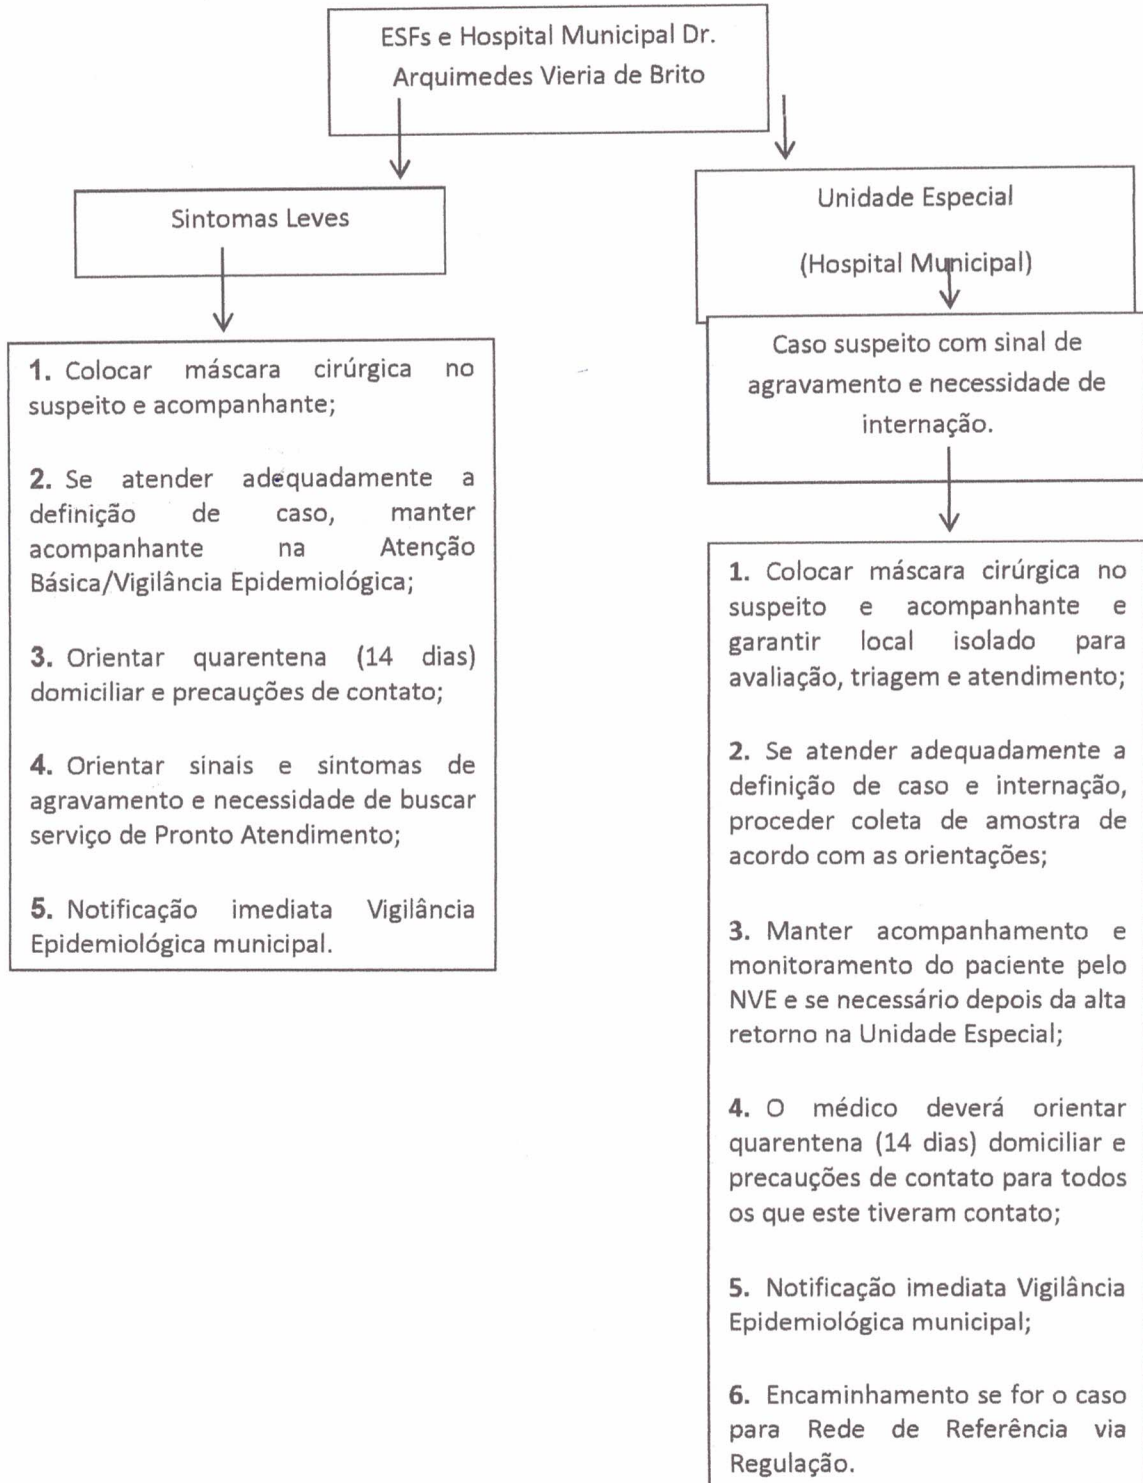 ESFs e Hospital Municipal Dr.
Arquimedes Vieria de Brito
Sintomas Leves
1. Colocar máscara cirúrgica no
suspeito e acompanhante;
2. Se atender adequadamente a
definição de caso, manter
acompanhante na Atenção
Básica/Vigilância Epidemiológica;
3. Orientar quarentena (14 dias)
domiciliar e precauções de contato;
4. Orientar sinais e sintomas de
agravamento e necessidade de buscar
serviço de Pronto Atendimento;
5. Notificação imediata Vigilância
Epidemiológica municipal.
Unidade Especial
(Hospital Municipal)
Caso suspeito com sinal de
agravamento e necessidade de
internação.
1. Colocar máscara cirúrgica no
suspeito e acompanhante e
garantir local isolado para
avaliação, triagem e atendimento;
2. Se atender adequadamente a
definição de caso e internação,
proceder coleta de amostra de
acordo com as orientações;
3. Manter acompanhamento e
monitoramento do paciente pelo
NVE e se necessário depois da alta
retorno na Unidade Especial;
4. O médico deverá orientar
quarentena (14 dias) domiciliar e
precauções de contato para todos
os que este tiveram contato;
5. Notificação imediata Vigilância
Epidemiológica municipal;
6. Encaminhamento se for o caso
para Rede de Referência via
Regulação.